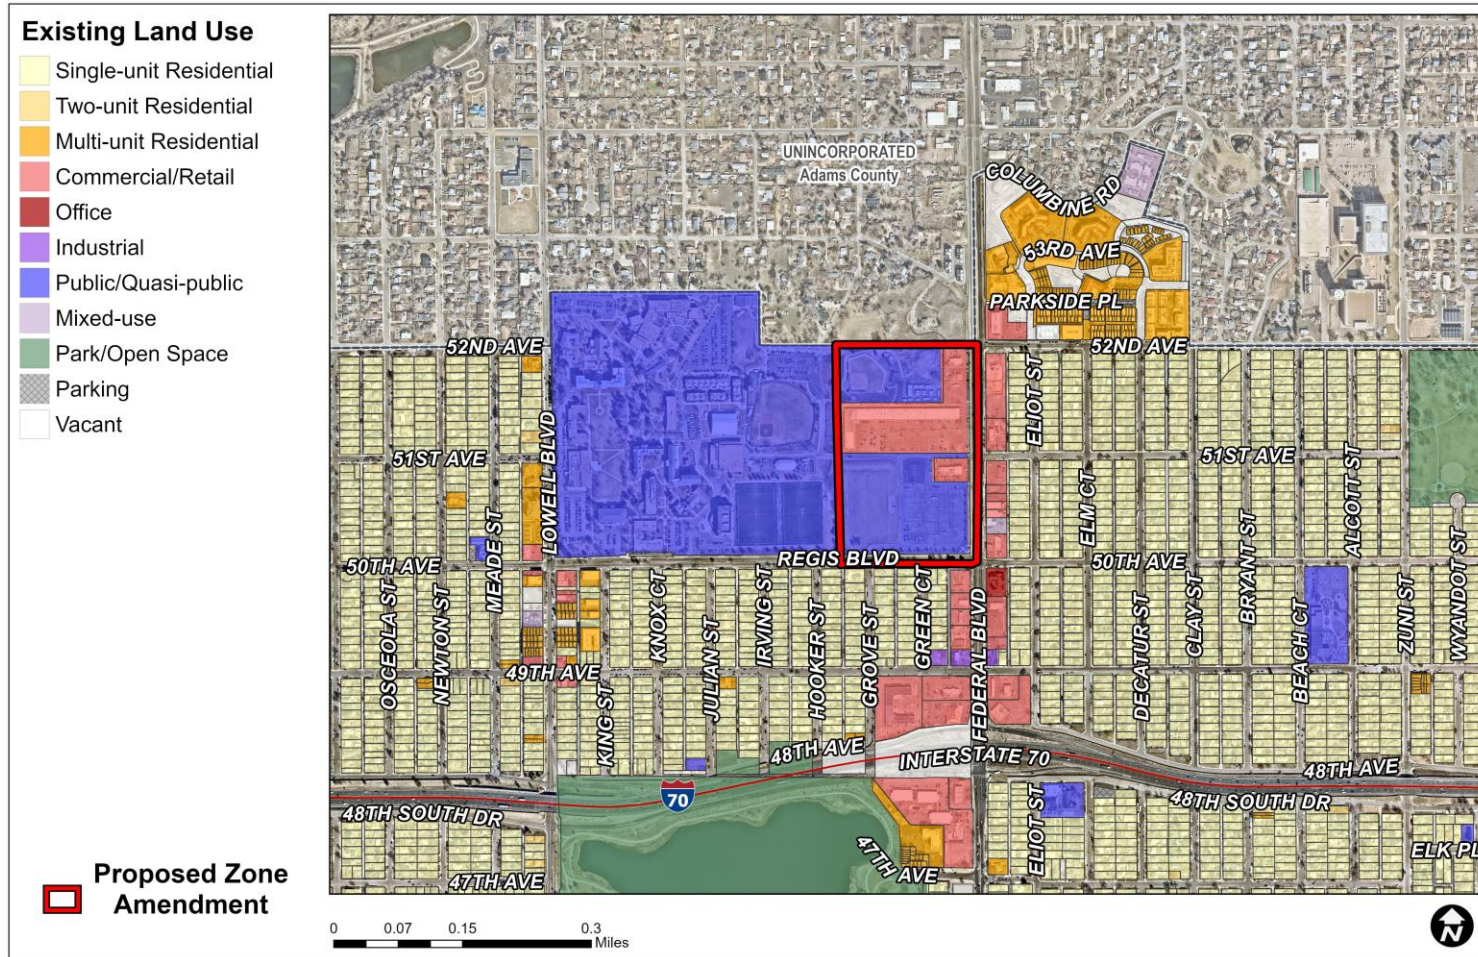 Existing Land Use
Single-unit Residential
Two-unit Residential
Multi-unit Residential
Commercial/Retail
Office
Industrial
Public/Quasi-public
Mixed-use
Park/Open Space
Parking
Vacant
Proposed Zone
Amendment
UNINCORPORATED
Adams County
COLUMBINE RD
53RD AVE
PARKSIDE PL
52ND AVE
52ND AVE
ELIOT ST
LOWELL BLVD
51ST AVE
51ST AVE
ALCOTT ST
ELM CT
MEADE ST
BRYANT ST
50TH AVE
REGIS BLVD
50TH AVE
OSCEOLA ST
NEWTON ST
KNOX CT
JULIAN ST
IRVING ST
HOOKER ST
GROVE ST
GREEN CT
FEDERAL BLVD
DECATUR ST
CLAY ST
BEACH CT
ZUNI ST
WYANDOT ST
49TH AVE
KING ST
48TH AVE
INTERSTATE 70
48TH AVE
70
48TH SOUTH DR
48TH SOUTH DR
ELIOT ST
47TH AVE
47TH AVE
ELK PL
0 0.07 0.15 0.3
Miles
N